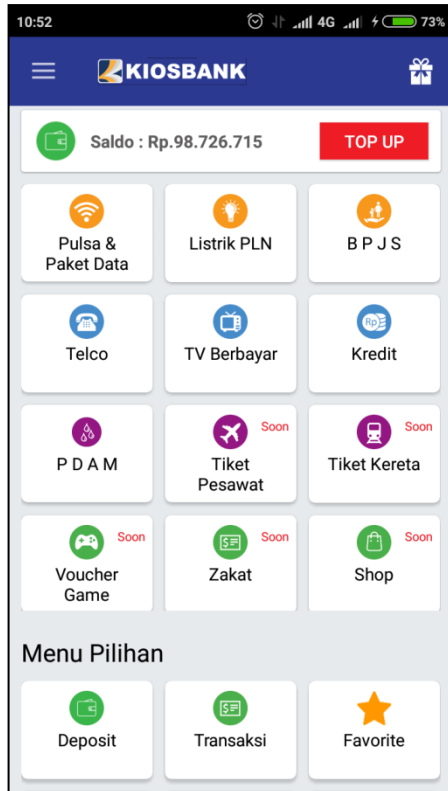 10:52
4G
73%
KIOSBANK
Saldo : Rp.98.726.715
TOP UP
Pulsa &
Paket Data
Listrik PLN
B P J S
Telco
TV Berbayar
Rp
Kredit
P D A M
Soon
Tiket
Pesawat
Soon
Tiket Kereta
Soon
Voucher
Game
Soon
Zakat
Soon
Shop
Menu Pilihan
Deposit
Transaksi
Favorite